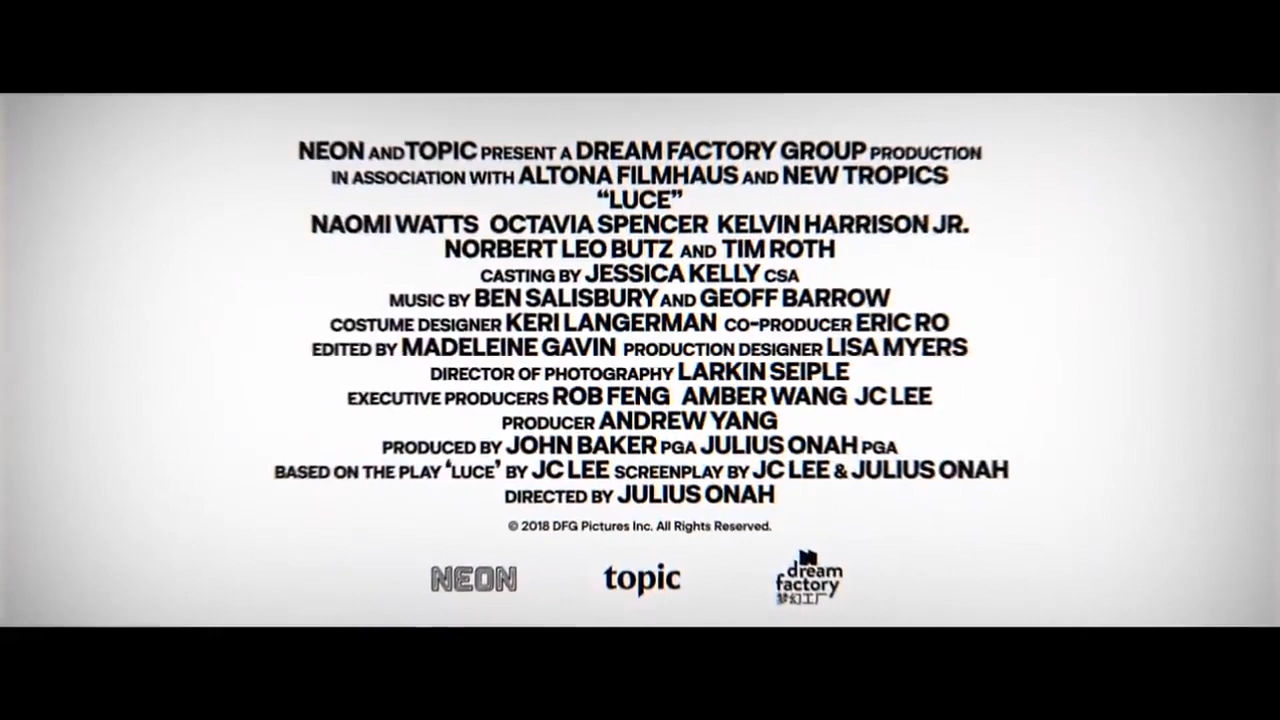 NEON AND TOPIC PRESENT A DREAM FACTORY GROUP PRODUCTION
IN ASSOCIATION WITH ALTONA FILMHAUS AND NEW TROPICS
“LUCE”
NAOMI WATTS OCTAVIA SPENCER KELVIN HARRISON JR.
NORBERT LEO BUTZ AND TIM ROTH
CASTING BY JESSICA KELLY CSA
MUSIC BY BEN SALISBURY AND GEOFF BARROW
COSTUME DESIGNER KERI LANGERMAN CO-PRODUCER ERIC RO
EDITED BY MADELEINE GAVIN PRODUCTION DESIGNER LISA MYERS
DIRECTOR OF PHOTOGRAPHY LARKIN SEIPLE
EXECUTIVE PRODUCERS ROB FENG AMBER WANG JC LEE
PRODUCER ANDREW YANG
PRODUCED BY JOHN BAKER PGA JULIUS ONAH PGA
BASED ON THE PLAY ‘LUCE’ BY JC LEE SCREENPLAY BY JC LEE & JULIUS ONAH
DIRECTED BY JULIUS ONAH
© 2018 DFG Pictures Inc. All Rights Reserved.
NEON
topic
dream
factory
梦幻工厂